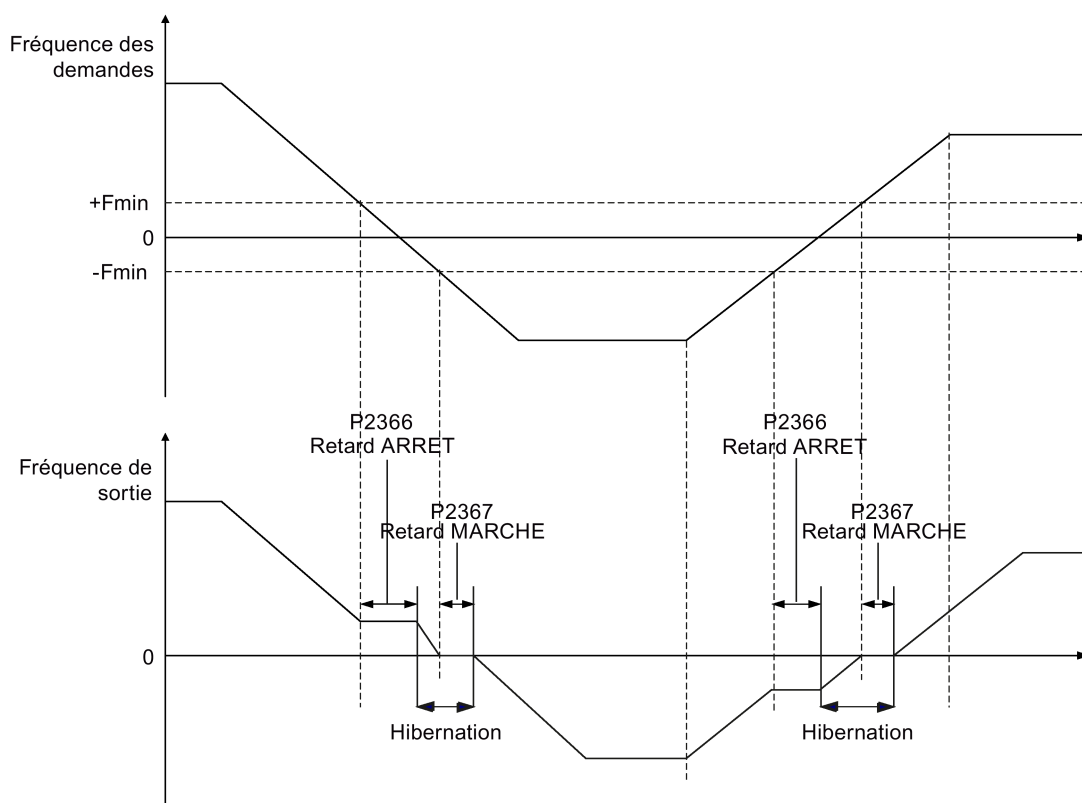 Fréquence des
demandes
+Fmin
0
-Fmin
P2366
Retard ARRET
P2366
Retard ARRET
Fréquence de
sortie
P2367
Retard MARCHE
P2367
Retard MARCHE
0
Hibernation
Hibernation